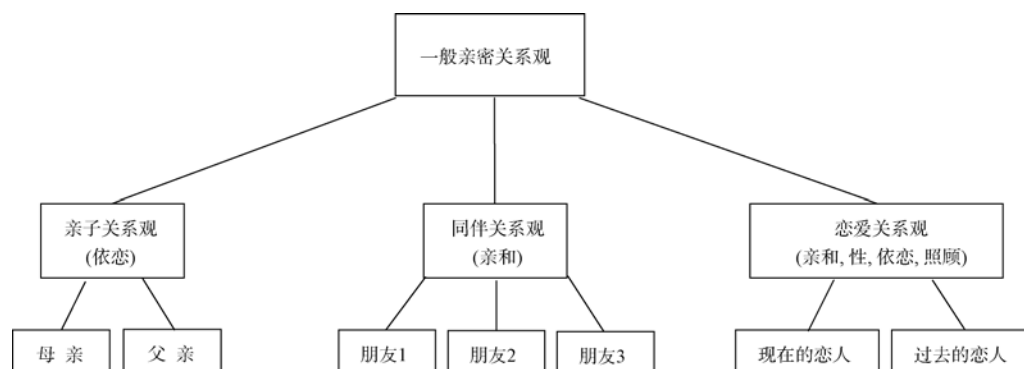 一般亲密关系观
亲子关系观
(依恋)
同伴关系观
(亲和)
恋爱关系观
(亲和, 性, 依恋, 照顾)
母 亲
父 亲
朋友1
朋友2
朋友3
现在的恋人
过去的恋人